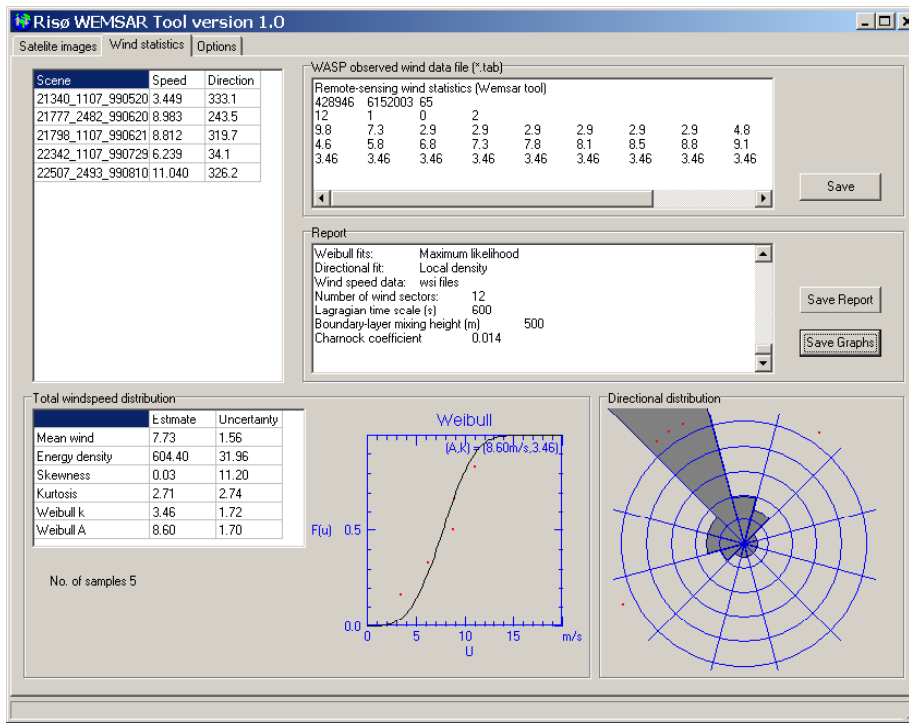 Risø WEMSAR Tool version 1.0
Satelite images Wind statistics Options
Scene Speed Direction
21340_1107_990520 3.449 333.1
21777_2482_990620 8.983 243.5
21798_1107_990621 8.812 319.7
22342_1107_990729 6.239 34.1
22507_2493_990810 11.040 326.2
WASP observed wind data file (*.tab)
Remote-sensing wind statistics (Wemsar tool)
428946 6152003 65
12 1 0 2
9.8 7.3 2.9 2.9 2.9 2.9 2.9 2.9 4.8
4.6 5.8 6.8 7.3 7.8 8.1 8.5 8.8 9.1
3.46 3.46 3.46 3.46 3.46 3.46 3.46 3.46 3.46
Save
Report
Weibull fits: Maximum likelihood
Directional fit: Local density
Wind speed data: wsi files
Number of wind sectors: 12
Lagragian time scale (s) 600
Boundary-layer mixing height (m) 500
Charnock coefficient 0.014
Save Report
Save Graphs
Total windspeed distribution
Estimate Uncertainty
Mean wind 7.73 1.56
Energy density 604.40 31.96
Skewness 0.03 11.20
Kurtosis 2.71 2.74
Weibull k 3.46 1.72
Weibull A 8.60 1.70
No. of samples 5
Weibull
(A,k) = (8.60m/s,3.46)
F(u)
0.5
0.0
0 5 10 15 m/s
U
Directional distribution